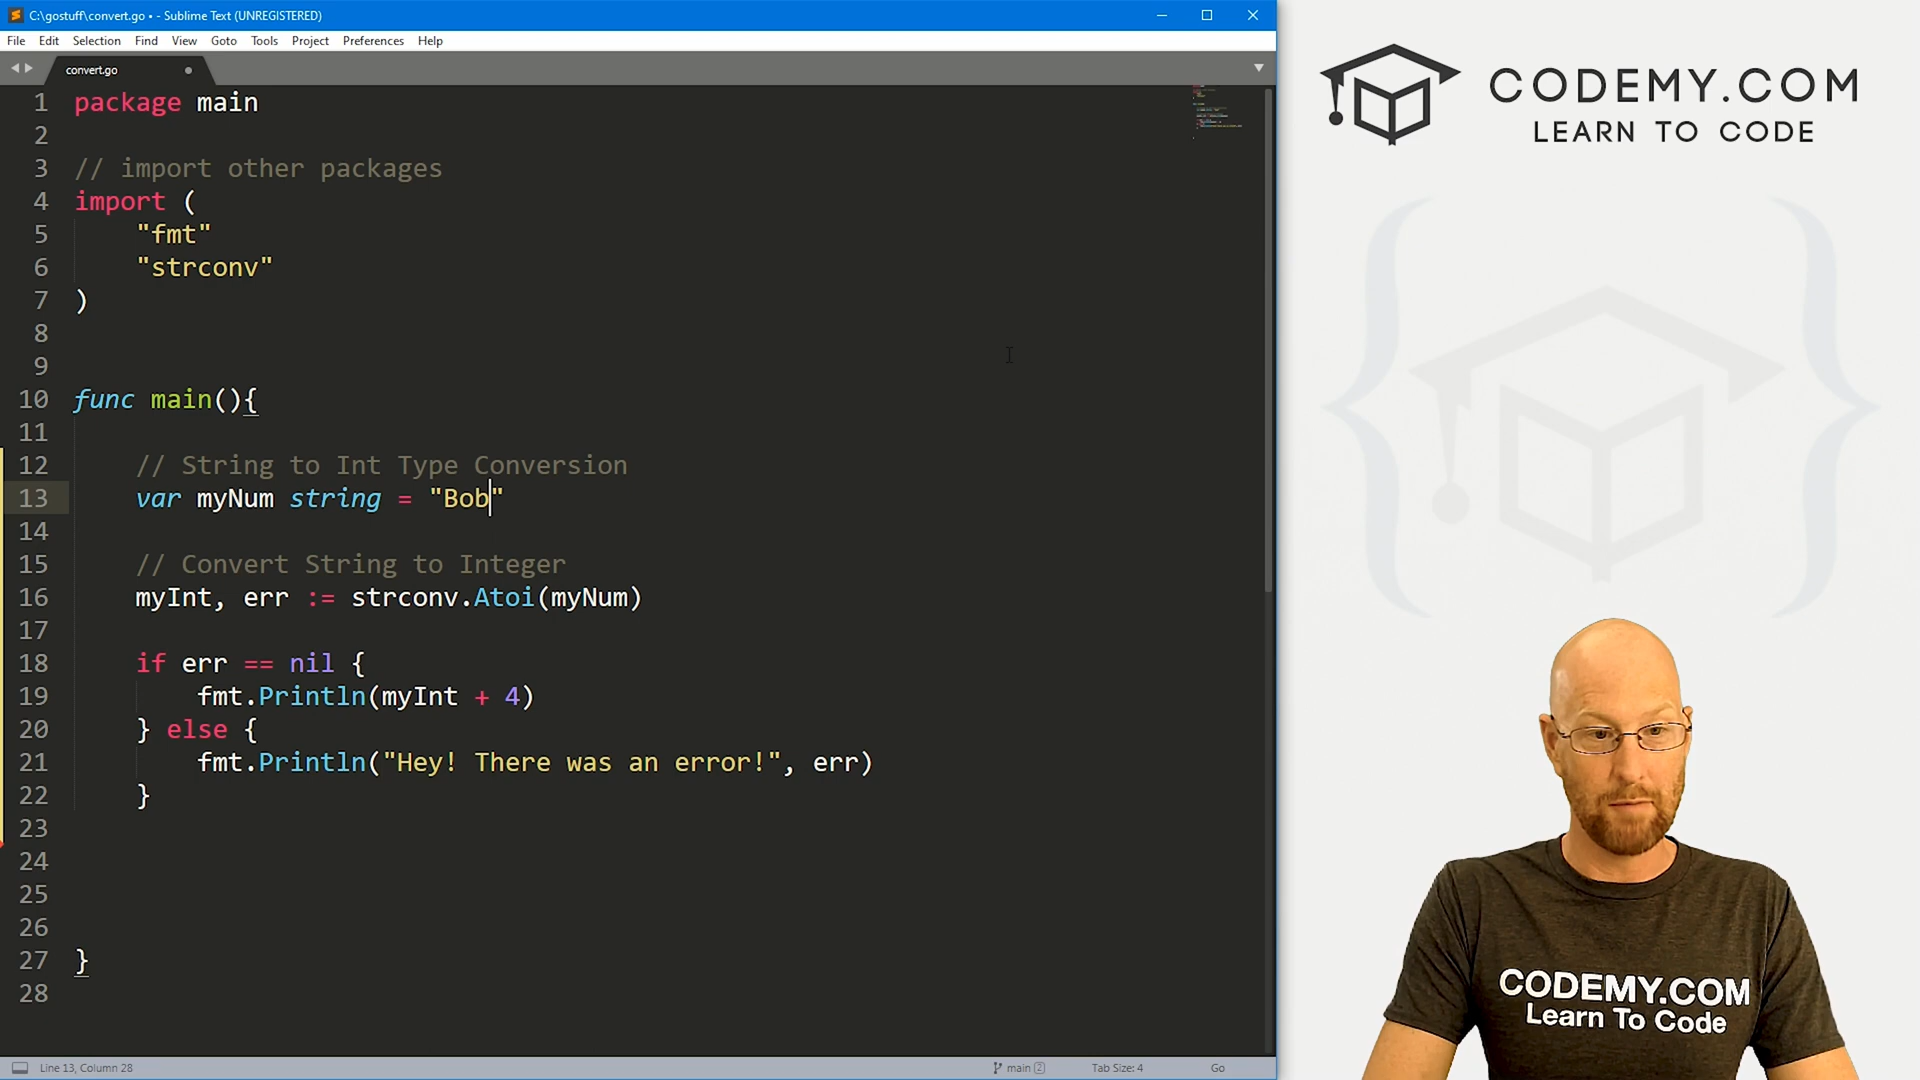 C:\gostuff\convert.go • - Sublime Text (UNREGISTERED)
File Edit Selection Find View Goto Tools Project Preferences Help
convert.go
1 package main
2
3 // import other packages
4 import (
5 "fmt"
6 "strconv"
7 )
8
9
10 func main(){
11
12 // String to Int Type Conversion
13 var myNum string = "Bob"
14
15 // Convert String to Integer
16 myInt, err := strconv.Atoi(myNum)
17
18 if err == nil {
19 fmt.Println(myInt + 4)
20 } else {
21 fmt.Println("Hey! There was an error!", err)
22 }
23
24
25
26
27 }
28
Line 13, Column 28
main 2
Tab Size: 4
Go
CODEMY.COM
LEARN TO CODE
CODEMY.COM
Learn To Code